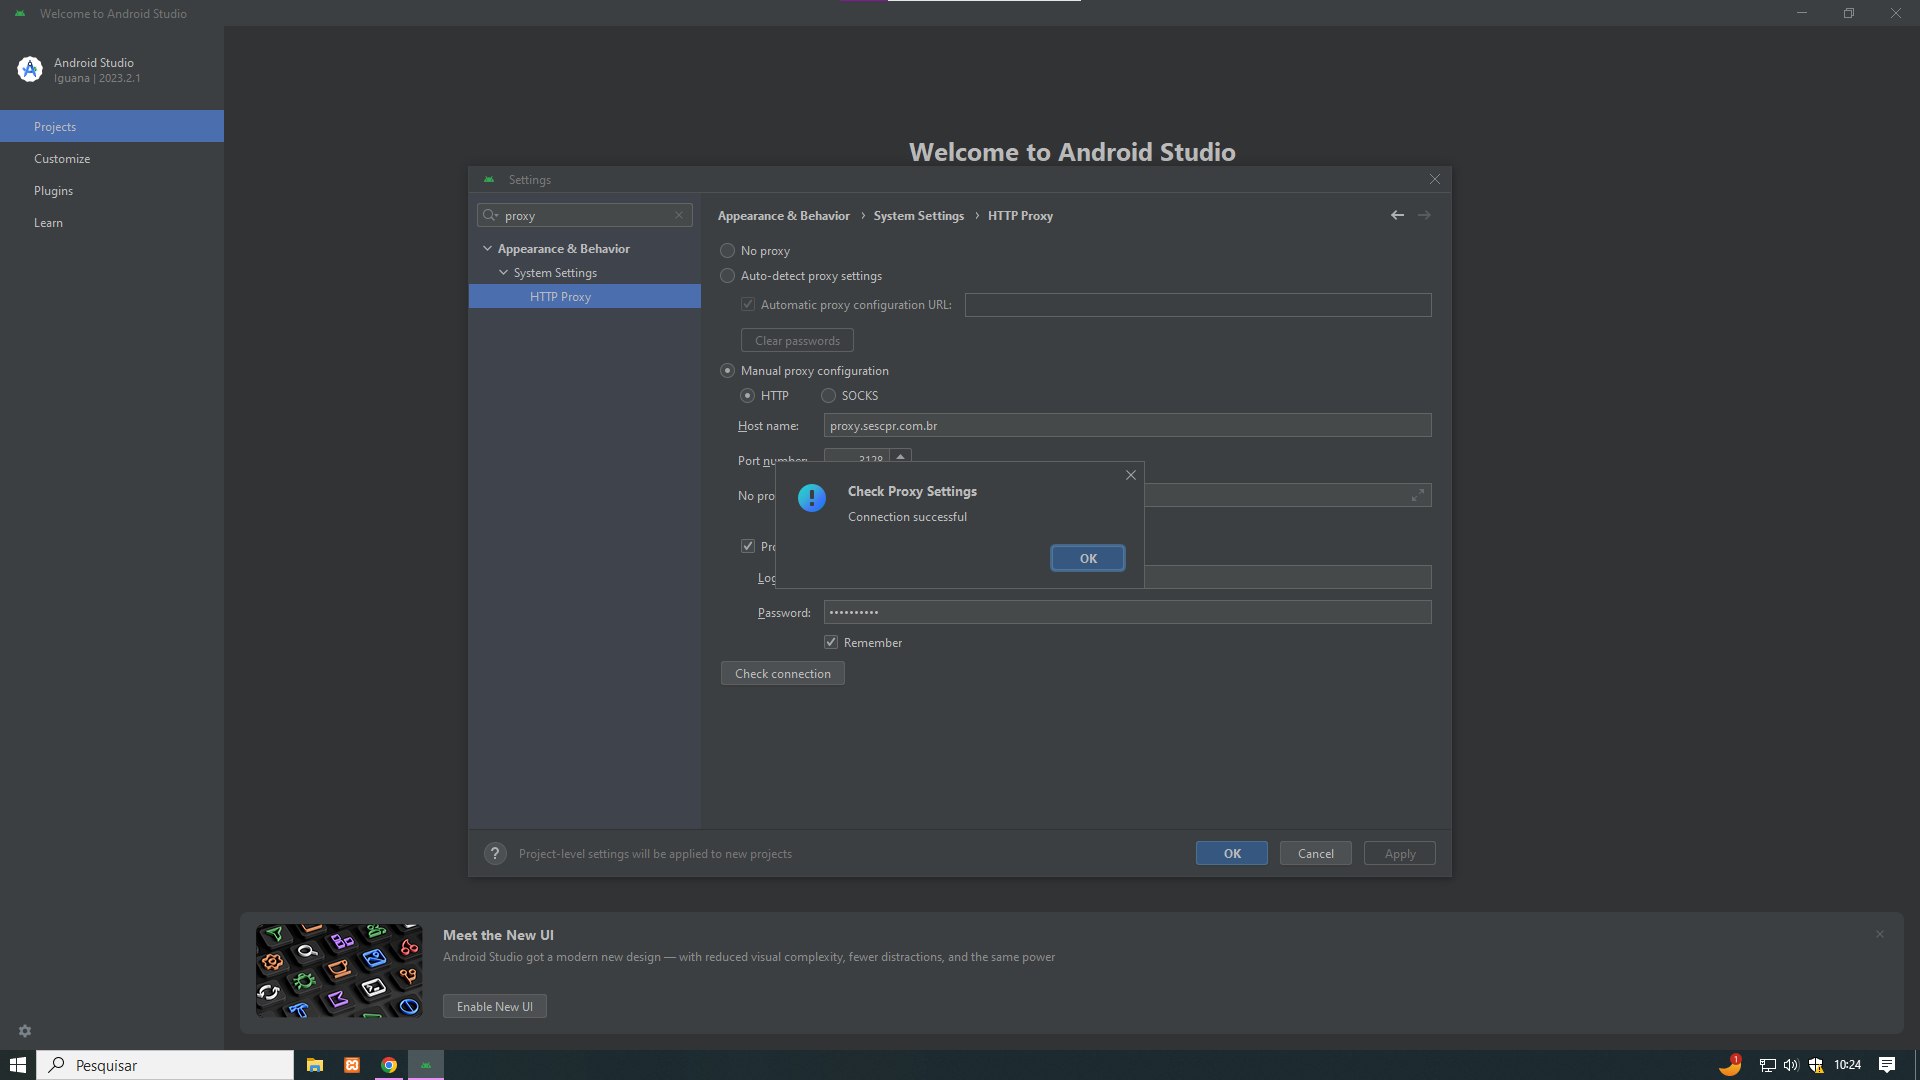 Welcome to Android Studio
Android Studio
Iguana | 2023.2.1
Projects
Customize
Plugins
Learn
Welcome to Android Studio
Settings
proxy
Appearance & Behavior
System Settings
HTTP Proxy
Appearance & Behavior › System Settings › HTTP Proxy
No proxy
Auto-detect proxy settings
Automatic proxy configuration URL:
Clear passwords
Manual proxy configuration
HTTP
SOCKS
Host name:
proxy.sescpr.com.br
Port number:
3128
No pro
Check Proxy Settings
Connection successful
OK
Pro
Log
Password:
••••••••••
Remember
Check connection
? Project-level settings will be applied to new projects
OK
Cancel
Apply
Meet the New UI
Android Studio got a modern new design — with reduced visual complexity, fewer distractions, and the same power
Enable New UI
Pesquisar
1
10:24